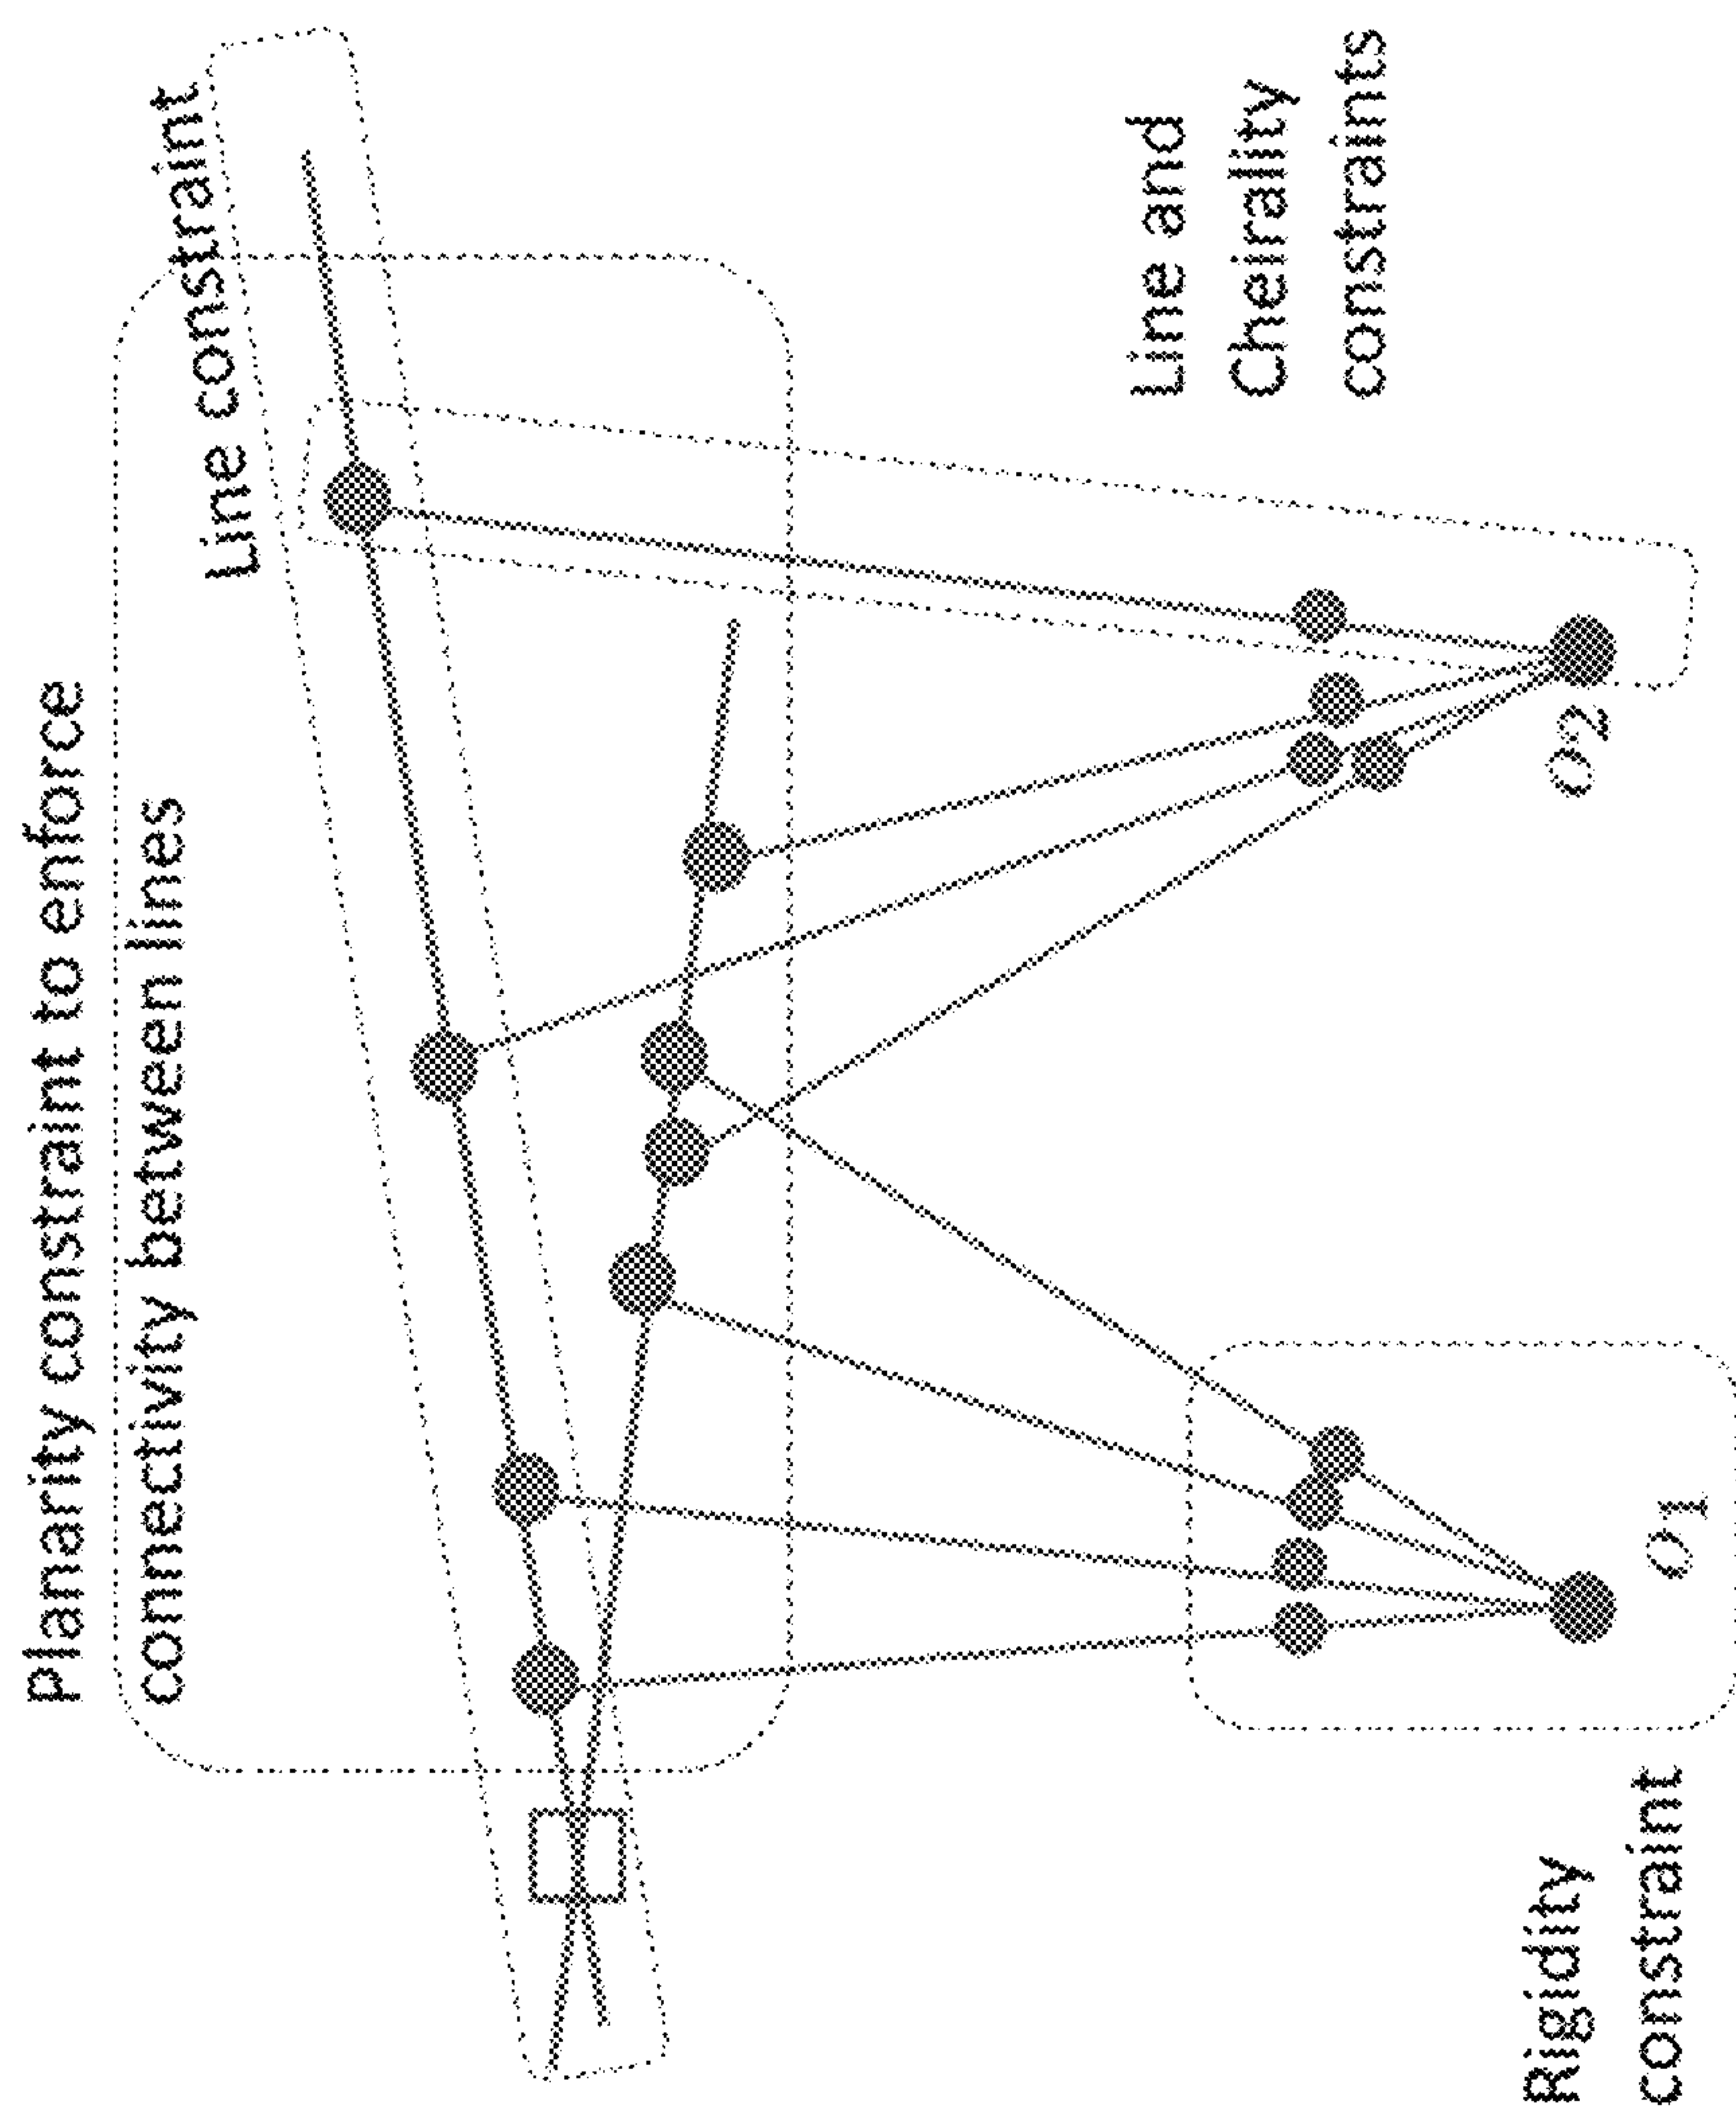 Planarity constraint to enforce
connectivity between lines
Line constraint
Line and
Cheirality
constraints
O2
O1
Rigidity
constraint